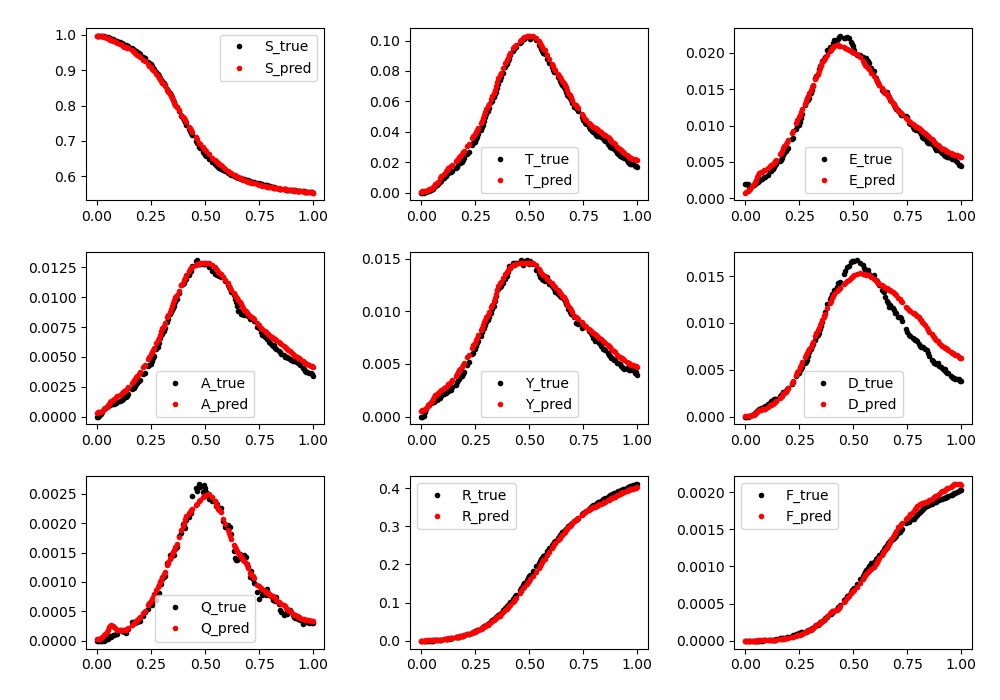 1.0
0.9
0.8
0.7
0.6
0.00 0.25 0.50 0.75 1.00
S_true
S_pred
0.10
0.08
0.06
0.04
0.02
0.00
0.00 0.25 0.50 0.75 1.00
T_true
T_pred
0.020
0.015
0.010
0.005
0.000
0.00 0.25 0.50 0.75 1.00
E_true
E_pred
0.0125
0.0100
0.0075
0.0050
0.0025
0.0000
0.00 0.25 0.50 0.75 1.00
A_true
A_pred
0.015
0.010
0.005
0.000
0.00 0.25 0.50 0.75 1.00
Y_true
Y_pred
0.015
0.010
0.005
0.000
0.00 0.25 0.50 0.75 1.00
D_true
D_pred
0.0025
0.0020
0.0015
0.0010
0.0005
0.0000
0.00 0.25 0.50 0.75 1.00
Q_true
Q_pred
0.4
0.3
0.2
0.1
0.0
0.00 0.25 0.50 0.75 1.00
R_true
R_pred
0.0020
0.0015
0.0010
0.0005
0.0000
0.00 0.25 0.50 0.75 1.00
F_true
F_pred